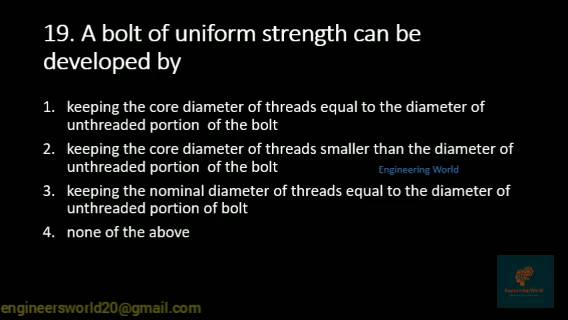 19. A bolt of uniform strength can be
developed by
1. keeping the core diameter of threads equal to the diameter of
unthreaded portion of the bolt
2. keeping the core diameter of threads smaller than the diameter of
unthreaded portion of the bolt
Engineering World
3. keeping the nominal diameter of threads equal to the diameter of
unthreaded portion of bolt
4. none of the above
Engineering World
engineersworld20@gmail.com